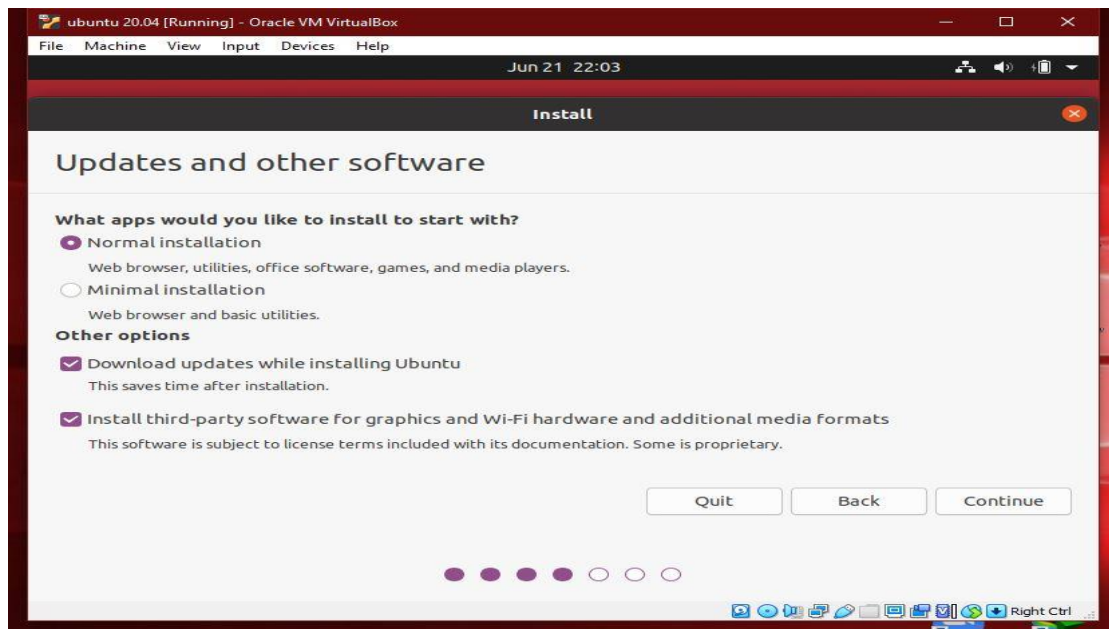 ubuntu 20.04 [Running] - Oracle VM VirtualBox
File Machine View Input Devices Help
Jun 21 22:03
Install
Updates and other software
What apps would you like to install to start with?
Normal installation
Web browser, utilities, office software, games, and media players.
Minimal installation
Web browser and basic utilities.
Other options
Download updates while installing Ubuntu
This saves time after installation.
Install third-party software for graphics and Wi-Fi hardware and additional media formats
This software is subject to license terms included with its documentation. Some is proprietary.
Quit Back Continue
Right Ctrl